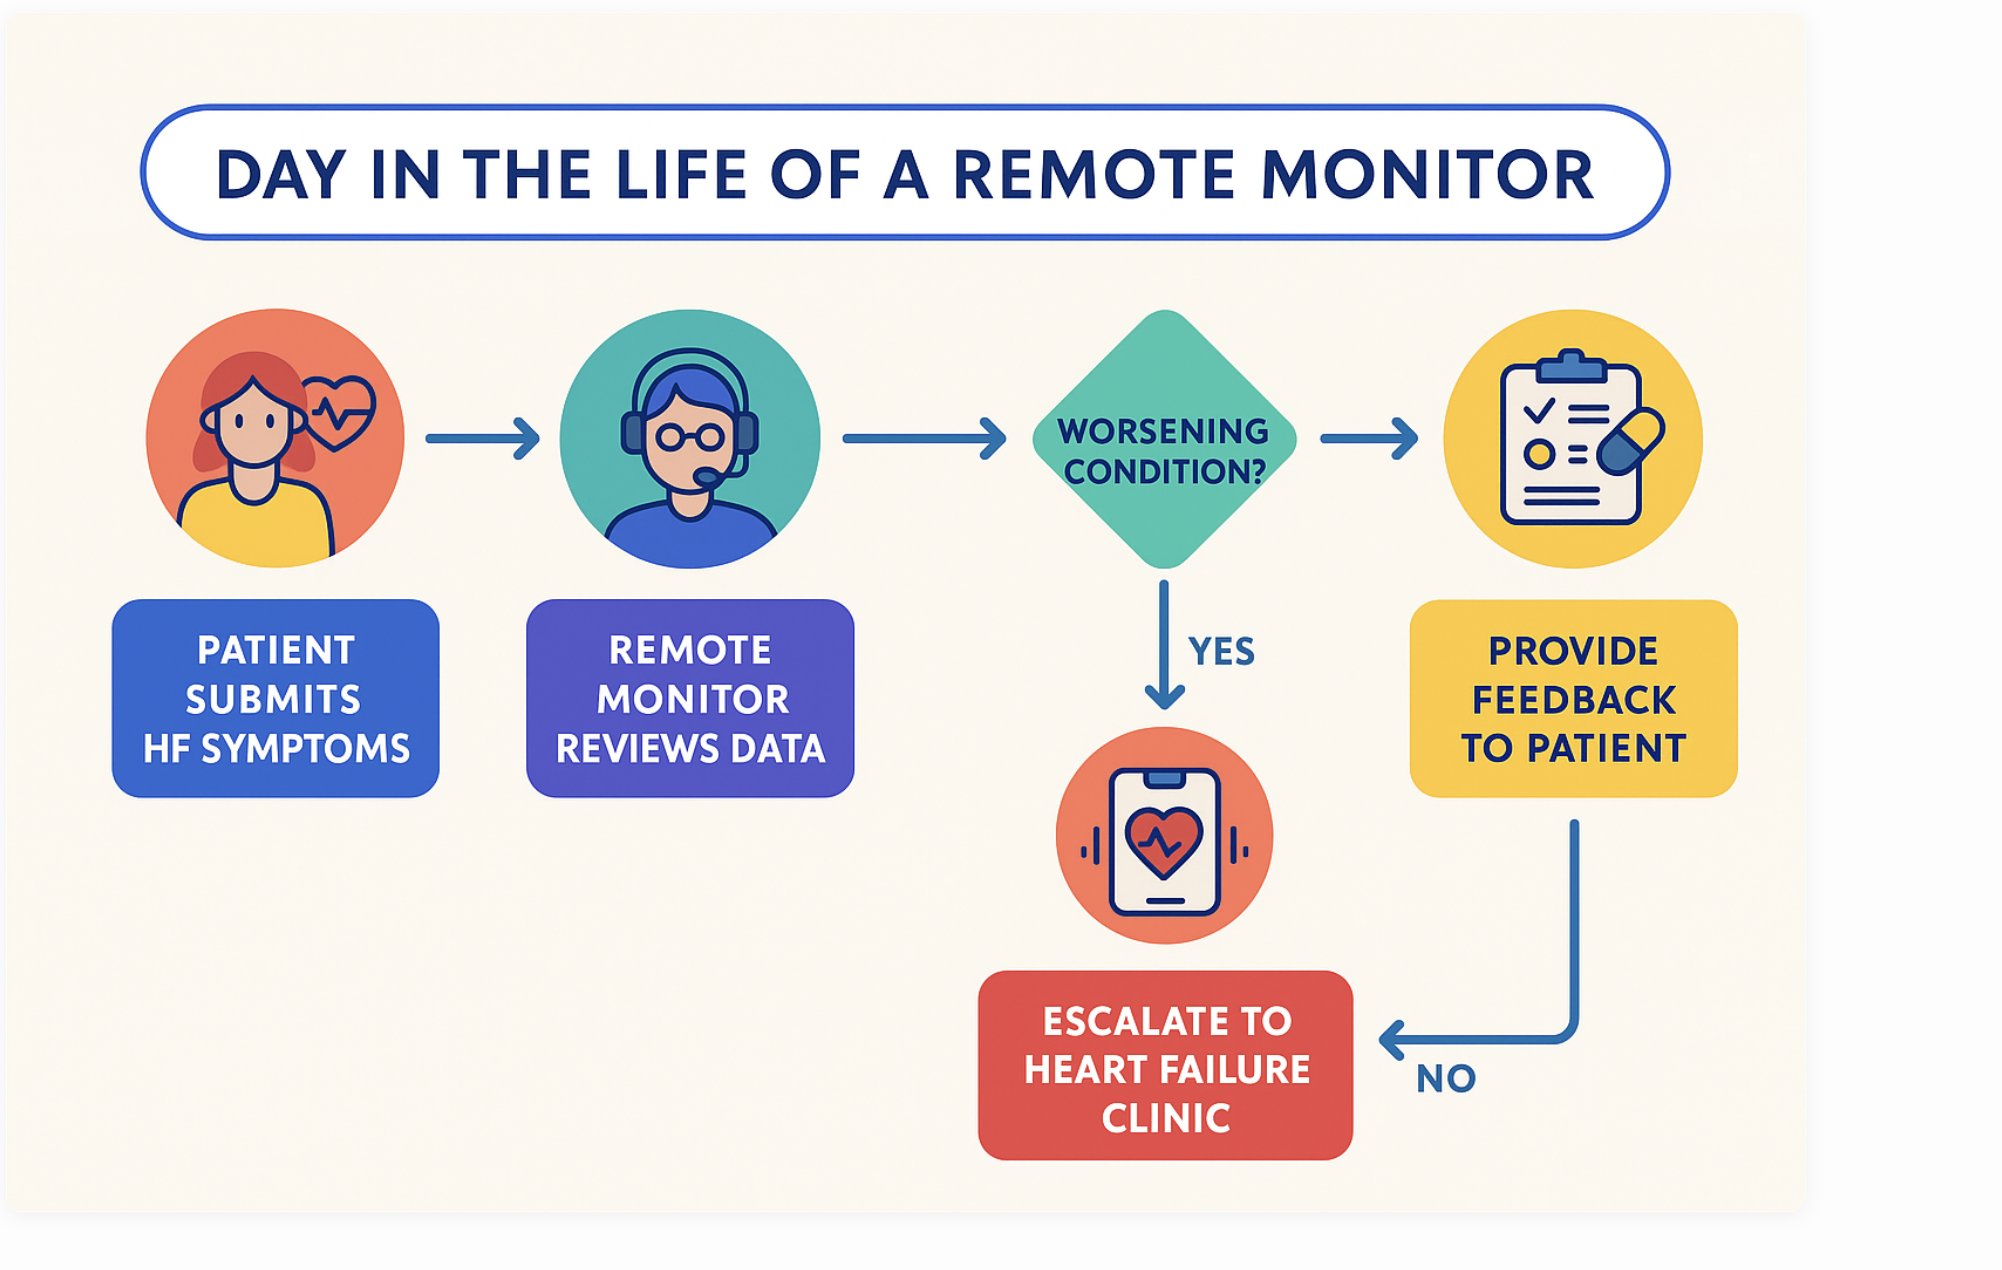 DAY IN THE LIFE OF A REMOTE MONITOR
PATIENT
SUBMITS
HF SYMPTOMS
REMOTE
MONITOR
REVIEWS DATA
WORSENING
CONDITION?
YES
PROVIDE
FEEDBACK
TO PATIENT
NO
ESCALATE TO
HEART FAILURE
CLINIC